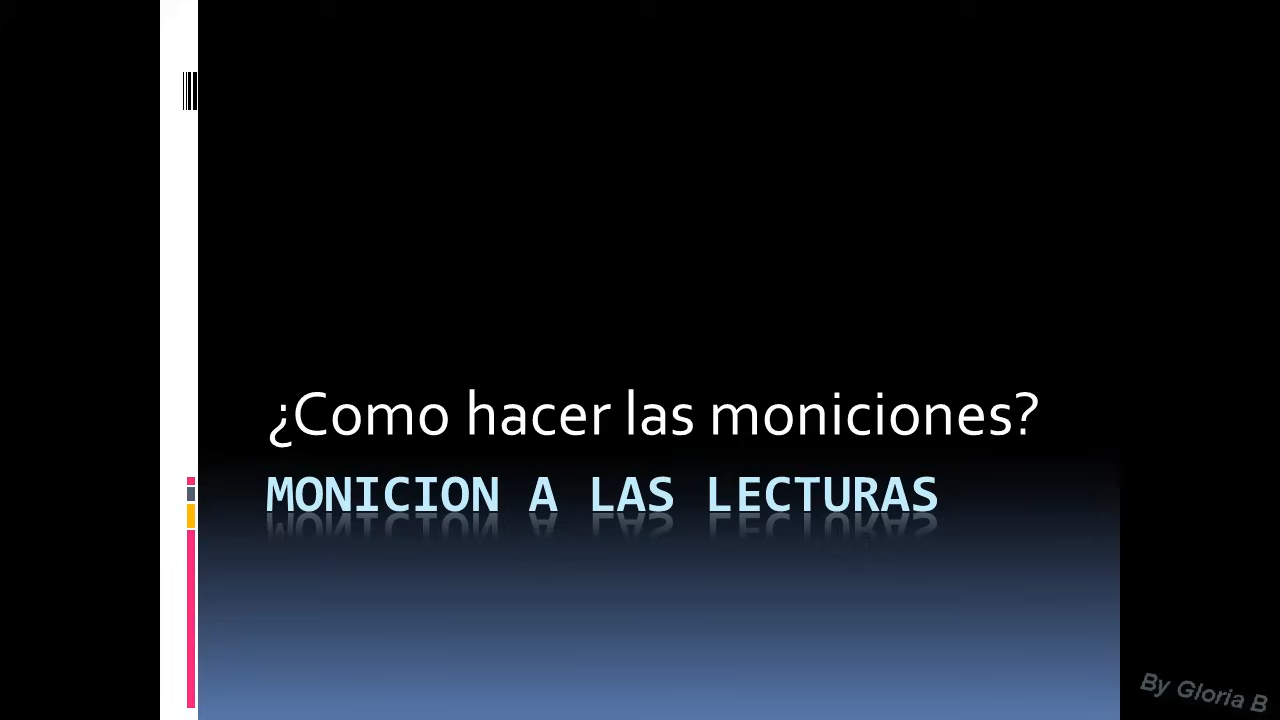 ¿Como hacer las moniciones?
MONICION A LAS LECTURAS
By Gloria B